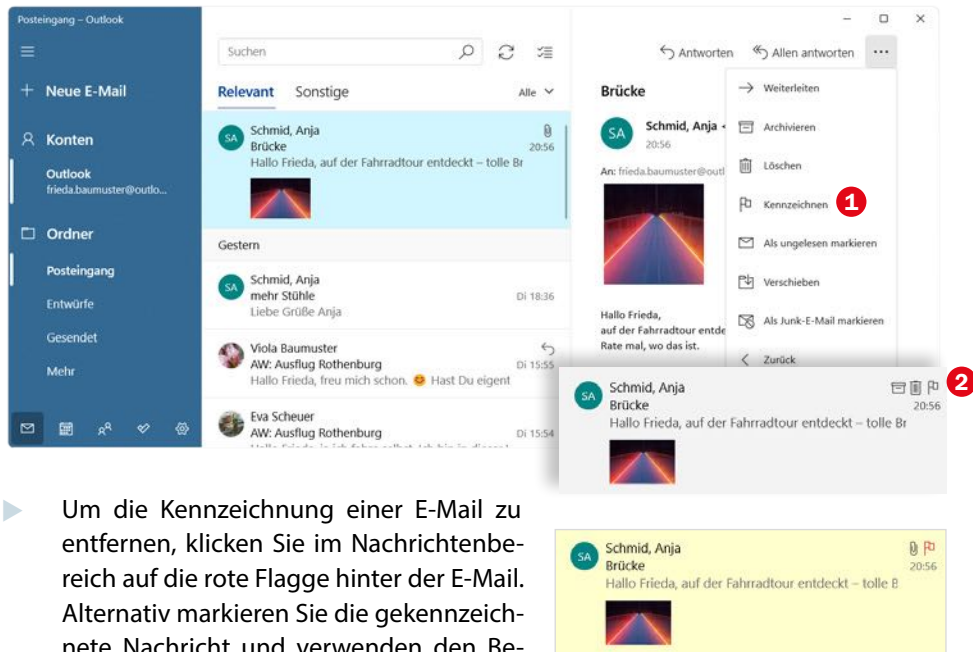 Posteingang – Outlook
Neue E-Mail
Konten
Outlook
frieda.baumuster@outlo...
Ordner
Posteingang
Entwürfe
Gesendet
Mehr
Suchen
Relevant Sonstige Alle
SA
Schmid, Anja
Brücke 20:56
Hallo Frieda, auf der Fahrradtour entdeckt – tolle Br
Gestern
SA
Schmid, Anja
mehr Stühle Di 18:36
Liebe Grüße Anja
Viola Baumuster
AW: Ausflug Rothenburg Di 15:55
Hallo Frieda, freu mich schon. 😊 Hast Du eigent
Eva Scheuer
AW: Ausflug Rothenburg Di 15:54
Antworten Allen antworten ...
Brücke
SA
Schmid, Anja
20:56
An: frieda.baumuster@outl
Hallo Frieda,
auf der Fahrradtour entde
Rate mal, wo das ist.
Weiterleiten
Archivieren
Löschen
Kennzeichnen 1
Als ungelesen markieren
Verschieben
Als Junk-E-Mail markieren
Zurück
2
SA
Schmid, Anja
Brücke 20:56
Hallo Frieda, auf der Fahrradtour entdeckt – tolle Br
Um die Kennzeichnung einer E-Mail zu
entfernen, klicken Sie im Nachrichtenbe-
reich auf die rote Flagge hinter der E-Mail.
Alternativ markieren Sie die gekennzeich-
nete Nachricht und verwenden den Be-
SA
Schmid, Anja
Brücke 20:56
Hallo Frieda, auf der Fahrradtour entdeckt – tolle B